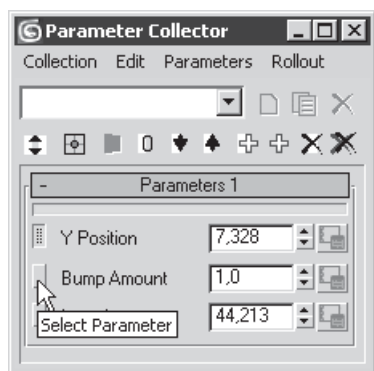 Parameter Collector
Collection Edit Parameters Rollout
0
- Parameters 1
Y Position 7,328
Bump Amount 1,0
44,213
Select Parameter